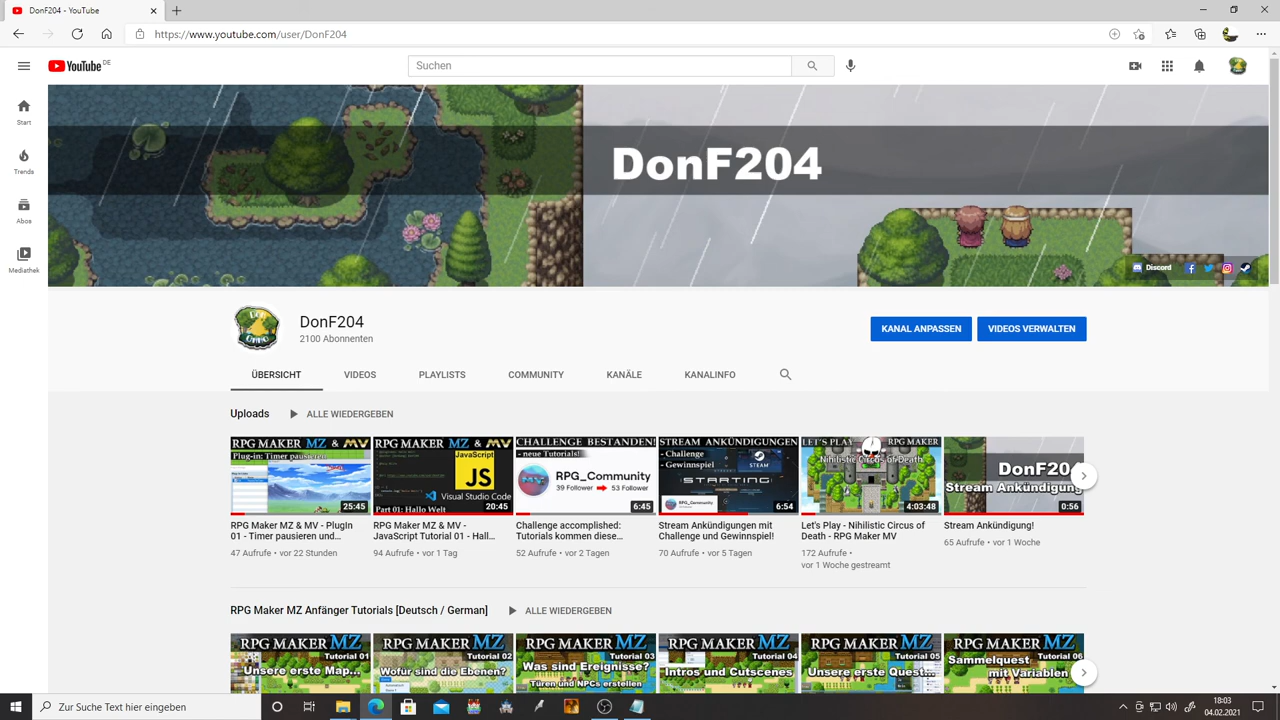 DonF204 - YouTube
https://www.youtube.com/user/DonF204
YouTube DE
Suchen
Start
Trends
Abos
Mediathek
DonF204
Discord
DonF204
2100 Abonnenten
KANAL ANPASSEN
VIDEOS VERWALTEN
ÜBERSICHT
VIDEOS
PLAYLISTS
COMMUNITY
KANÄLE
KANALINFO
Uploads
ALLE WIEDERGEBEN
RPG MAKER MZ & MV
Plug-in: Timer pausieren
25:45
RPG Maker MZ & MV - PlugIn
01 - Timer pausieren und...
47 Aufrufe • vor 22 Stunden
RPG MAKER MZ & MV
JavaScript
JS
Visual Studio Code
Part 01: Hallo Welt
20:45
RPG Maker MZ & MV -
JavaScript Tutorial 01 - Hall...
94 Aufrufe • vor 1 Tag
CHALLENGE BESTANDEN!
- neue Tutorials!
RPG_Community
39 Follower
53 Follower
6:45
Challenge accomplished:
Tutorials kommen diese...
52 Aufrufe • vor 2 Tagen
STREAM ANKÜNDIGUNGEN
- Challenge
- Gewinnspiel
STEAM
STARTING
RPG_Community
6:54
Stream Ankündigungen mit
Challenge und Gewinnspiel!
70 Aufrufe • vor 5 Tagen
LET'S PLAY
RPG MAKER
Nihilistic Circus of Death
4:03:48
Let's Play - Nihilistic Circus of
Death - RPG Maker MV
172 Aufrufe •
vor 1 Woche gestreamt
DonF20
Stream Ankündigung
0:56
Stream Ankündigung!
65 Aufrufe • vor 1 Woche
RPG Maker MZ Anfänger Tutorials [Deutsch / German]
ALLE WIEDERGEBEN
RPG MAKER MZ
Tutorial 01
Unsere erste Map...
RPG MAKER MZ
Tutorial 02
Wofür sind die Ebenen?
RPG MAKER MZ
Tutorial 03
Was sind Ereignisse?
Türen und NPCs erstellen
RPG MAKER MZ
Tutorial 04
Intros und Cutscenes
RPG MAKER MZ
Tutorial 05
Unsere erste Quest...
RPG MAKER MZ
Tutorial 06
Sammelquest
mit Variablen
Zur Suche Text hier eingeben
18:03
04.02.2021